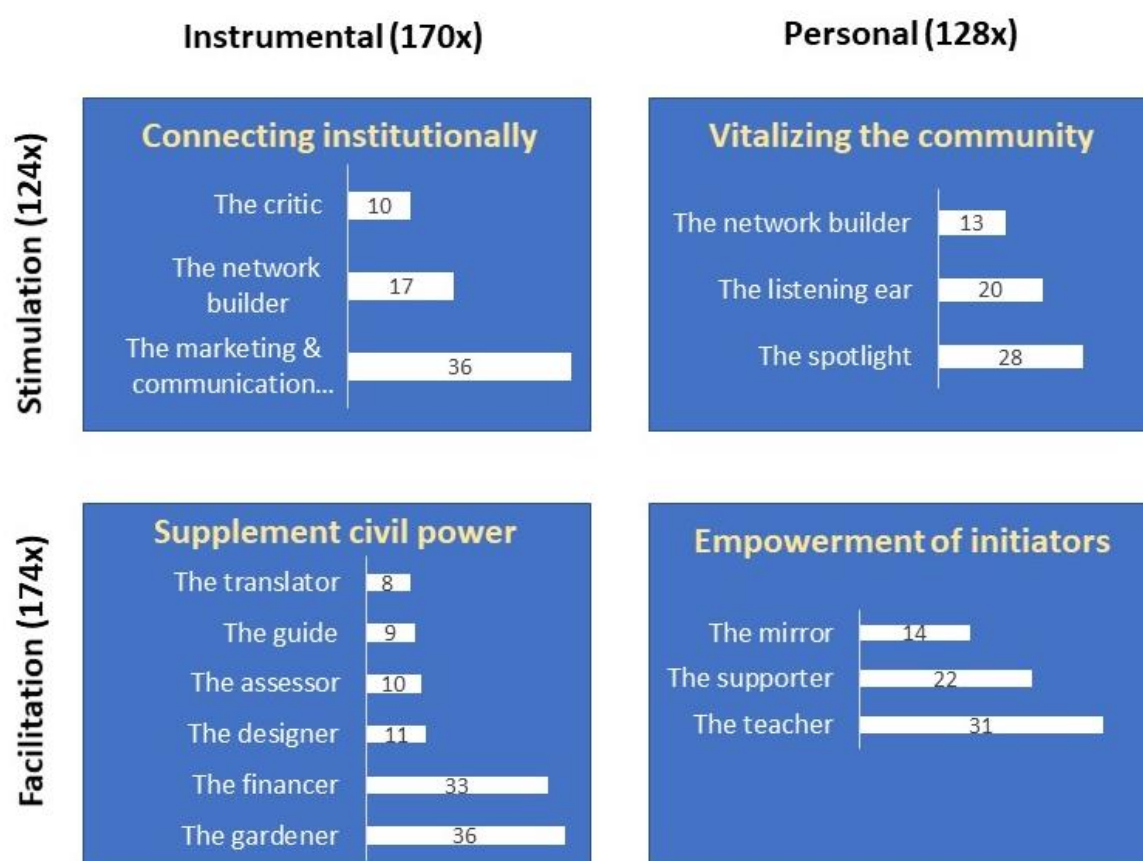 Instrumental (170x)
Personal (128x)
Stimulation (124x)
Connecting institutionally
The critic
10
The network
builder
17
The marketing &
communication...
36
Vitalizing the community
The network builder
13
The listening ear
20
The spotlight
28
Facilitation (174x)
Supplement civil power
The translator
8
The guide
9
The assessor
10
The designer
11
The financer
33
The gardener
36
Empowerment of initiators
The mirror
14
The supporter
22
The teacher
31